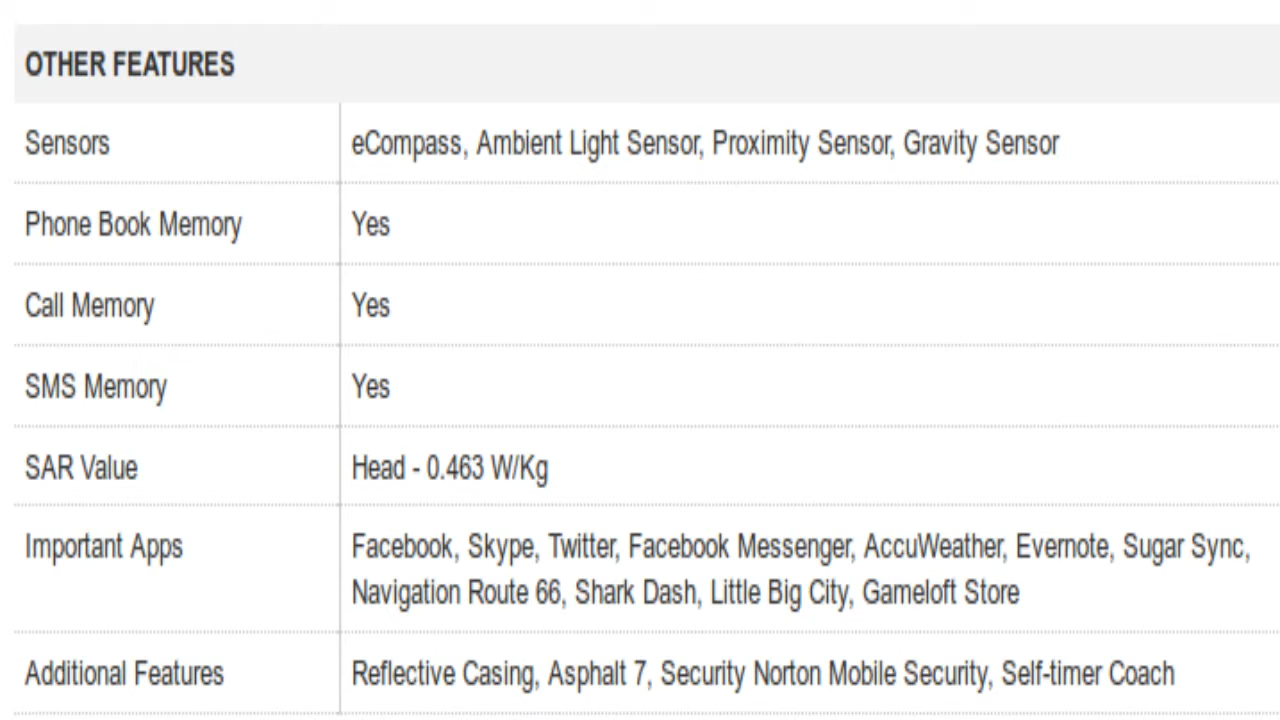 OTHER FEATURES
Sensors eCompass, Ambient Light Sensor, Proximity Sensor, Gravity Sensor
Phone Book Memory Yes
Call Memory Yes
SMS Memory Yes
SAR Value Head - 0.463 W/Kg
Important Apps Facebook, Skype, Twitter, Facebook Messenger, AccuWeather, Evernote, Sugar Sync,
Navigation Route 66, Shark Dash, Little Big City, Gameloft Store
Additional Features Reflective Casing, Asphalt 7, Security Norton Mobile Security, Self-timer Coach